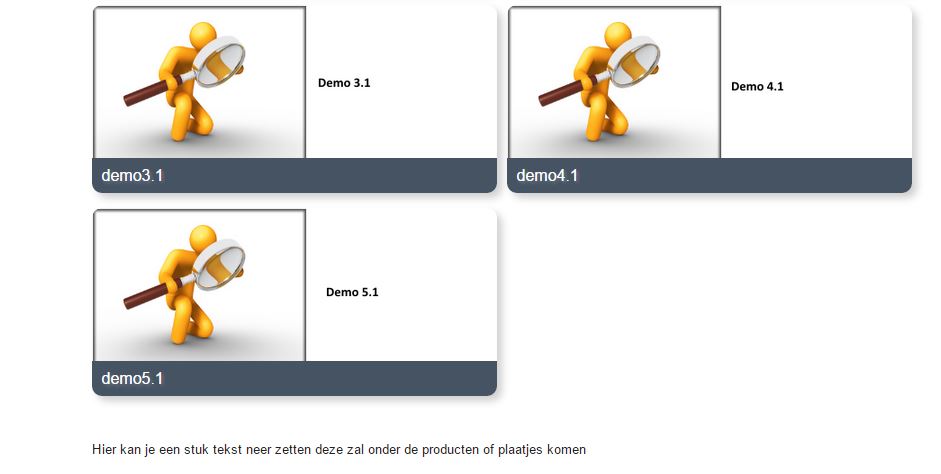 Demo 3.1
Demo 4.1
demo3.1
demo4.1
Demo 5.1
demo5.1
Hier kan je een stuk tekst neer zetten deze zal onder de producten of plaatjes komen